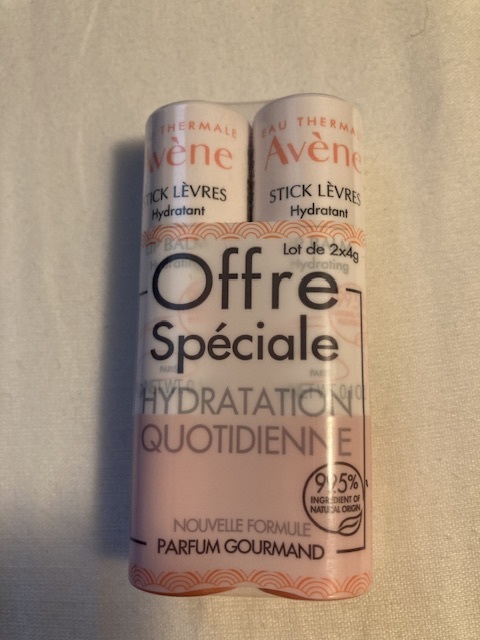 EAU THERMALE
Avène
STICK LÈVRES
Hydratant
EAU THERMALE
Avène
STICK LÈVRES
Hydratant
Lot de 2x4g
Offre
Spéciale
HYDRATATION
QUOTIDIENNE
99,5%
INGREDIENT OF
NATURAL ORIGIN
NOUVELLE FORMULE
PARFUM GOURMAND